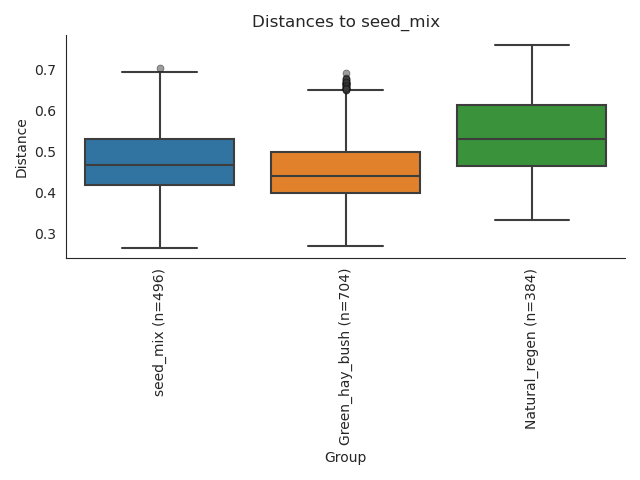 Distances to seed_mix
Distance
0.7
0.6
0.5
0.4
0.3
seed_mix (n=496)
Green_hay_bush (n=704)
Natural_regen (n=384)
Group